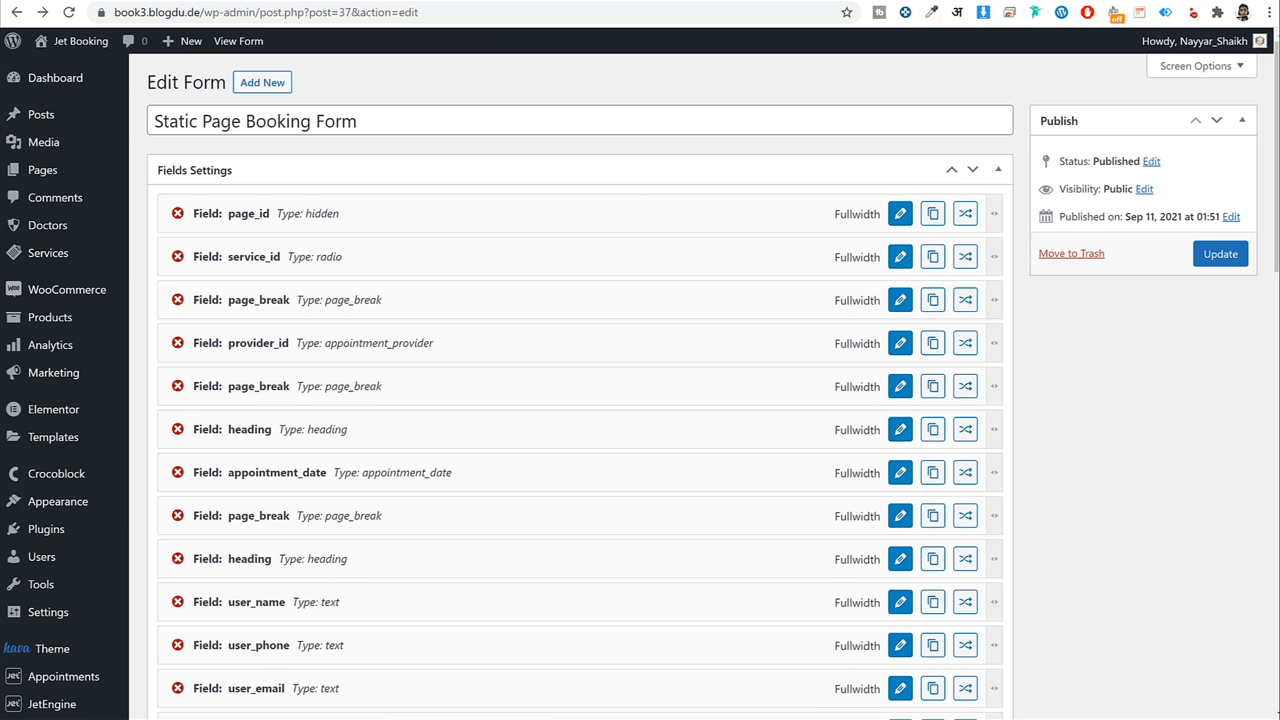 book3.blogdu.de/wp-admin/post.php?post=37&action=edit
Jet Booking 0 New View Form Howdy, Nayyar_Shaikh
Dashboard
Posts
Media
Pages
Comments
Doctors
Services
WooCommerce
Products
Analytics
Marketing
Elementor
Templates
Crocoblock
Appearance
Plugins
Users
Tools
Settings
kava Theme
Appointments
JetEngine
Screen Options
Edit Form Add New
Static Page Booking Form
Fields Settings
Field: page_id Type: hidden Fullwidth
Field: service_id Type: radio Fullwidth
Field: page_break Type: page_break Fullwidth
Field: provider_id Type: appointment_provider Fullwidth
Field: page_break Type: page_break Fullwidth
Field: heading Type: heading Fullwidth
Field: appointment_date Type: appointment_date Fullwidth
Field: page_break Type: page_break Fullwidth
Field: heading Type: heading Fullwidth
Field: user_name Type: text Fullwidth
Field: user_phone Type: text Fullwidth
Field: user_email Type: text Fullwidth
Publish
Status: Published Edit
Visibility: Public Edit
Published on: Sep 11, 2021 at 01:51 Edit
Move to Trash Update